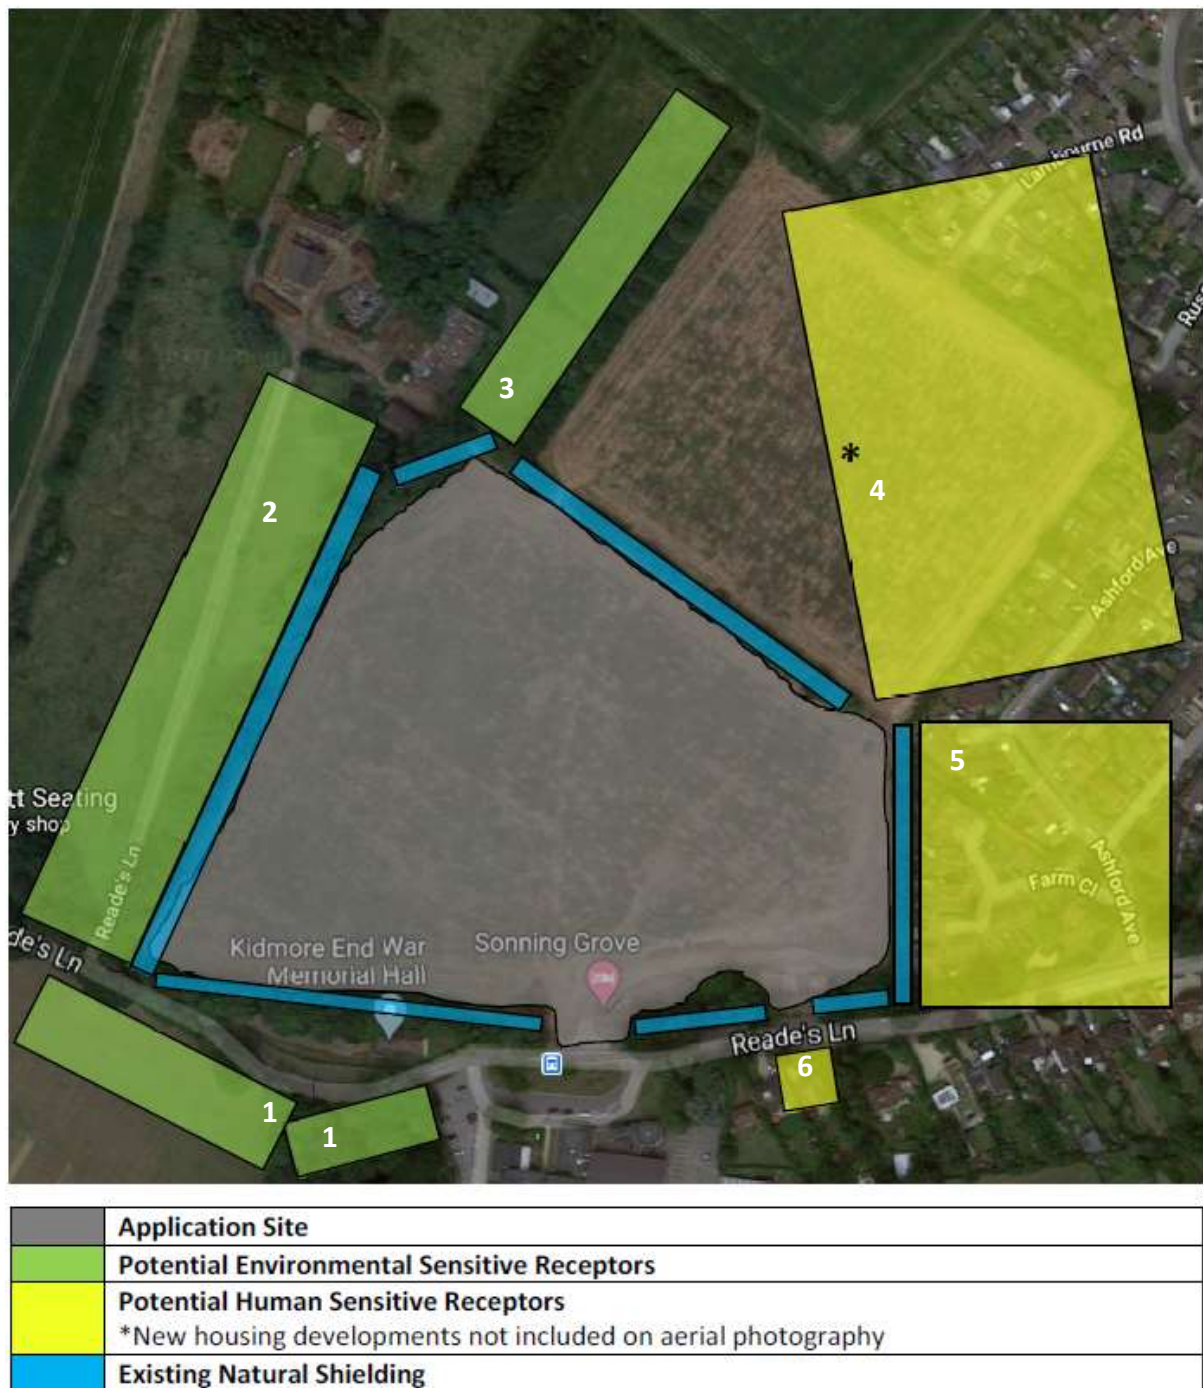 Lambourne Rd
3
*
4
2
Ashford Ave
5
tt Seating
y shop
Reade's Ln
Farm Cl
Ashford Ave
de's Ln
Kidmore End War
Memorial Hall
Sonning Grove
Reade's Ln
6
1
1
Application Site
Potential Environmental Sensitive Receptors
Potential Human Sensitive Receptors
*New housing developments not included on aerial photography
Existing Natural Shielding